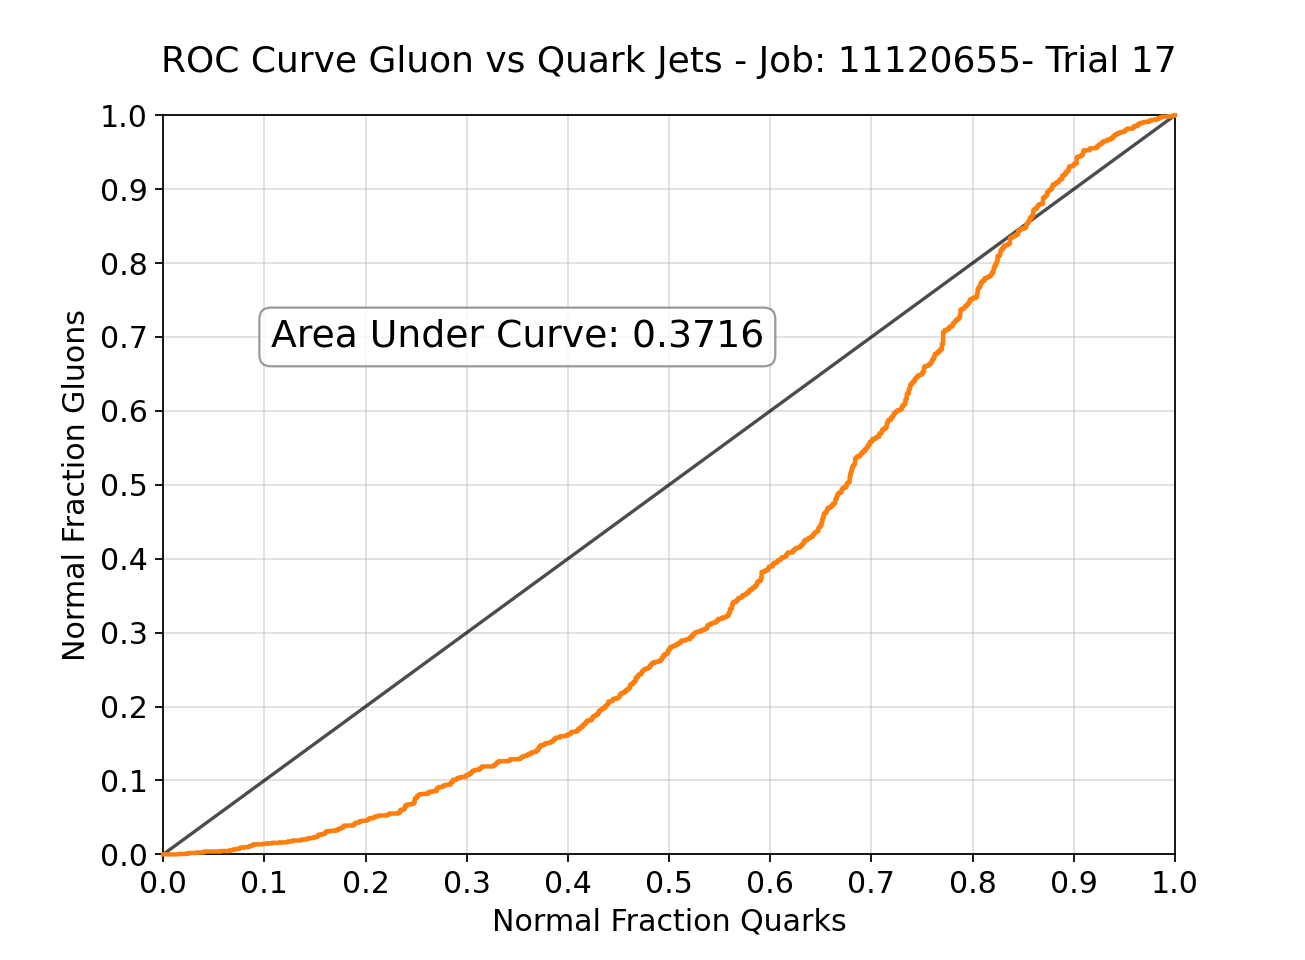 ROC Curve Gluon vs Quark Jets - Job: 11120655- Trial 17
1.0
0.9
0.8
0.7
0.6
0.5
0.4
0.3
0.2
0.1
0.0
Normal Fraction Gluons
Area Under Curve: 0.3716
0.0 0.1 0.2 0.3 0.4 0.5 0.6 0.7 0.8 0.9 1.0
Normal Fraction Quarks